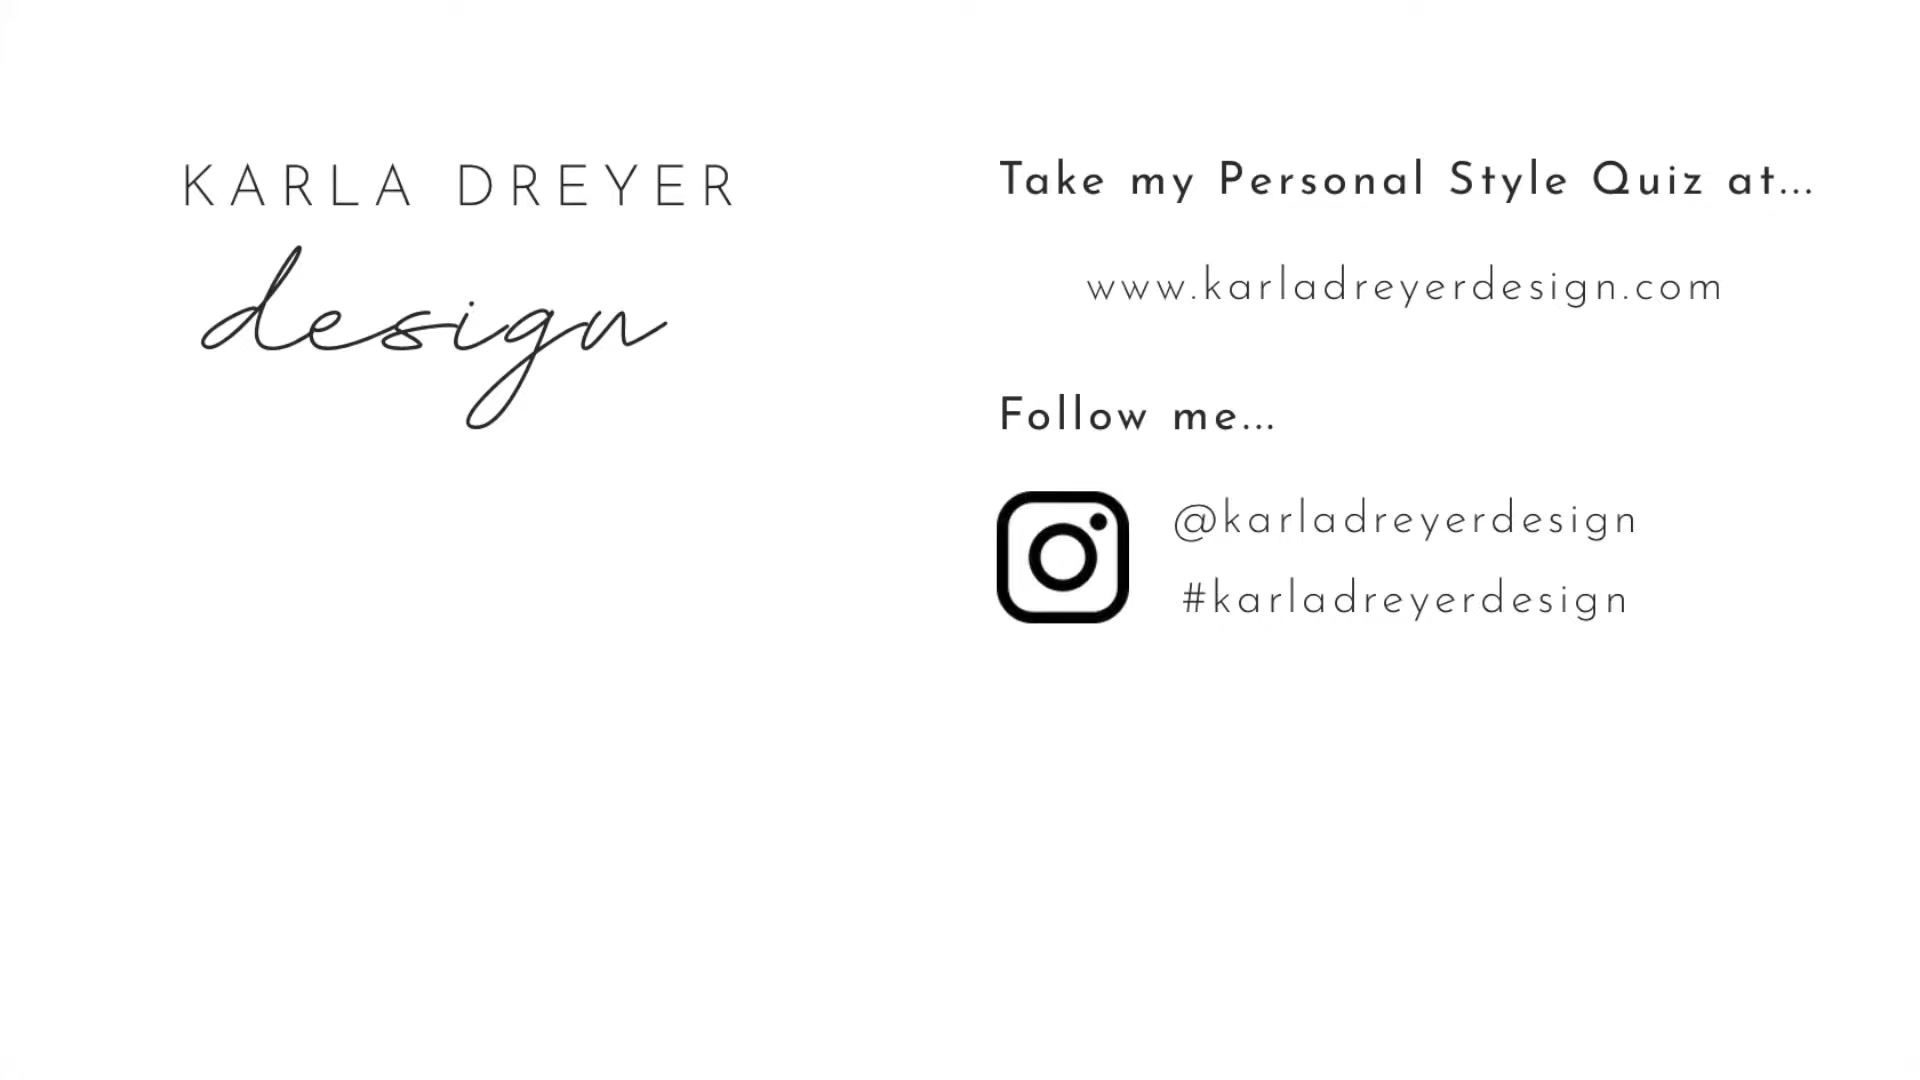 KARLA DREYER
design
Take my Personal Style Quiz at...
www.karladreyerdesign.com
Follow me...
@karladreyerdesign
#karladreyerdesign